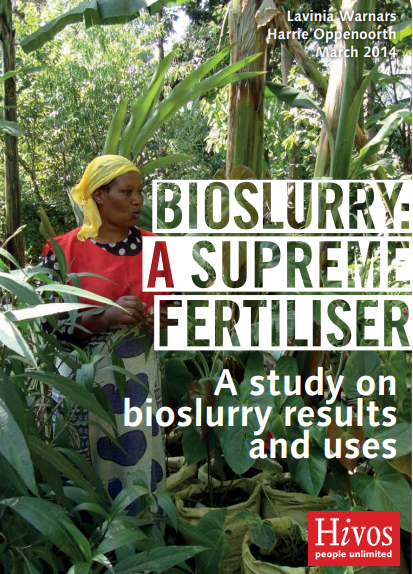 Lavinia Warnars
Harrie Oppenoorth
March 2014
BIOSLURRY:
A SUPREME
FERTILISER
A study on
bioslurry results
and uses
Hivos
people unlimited